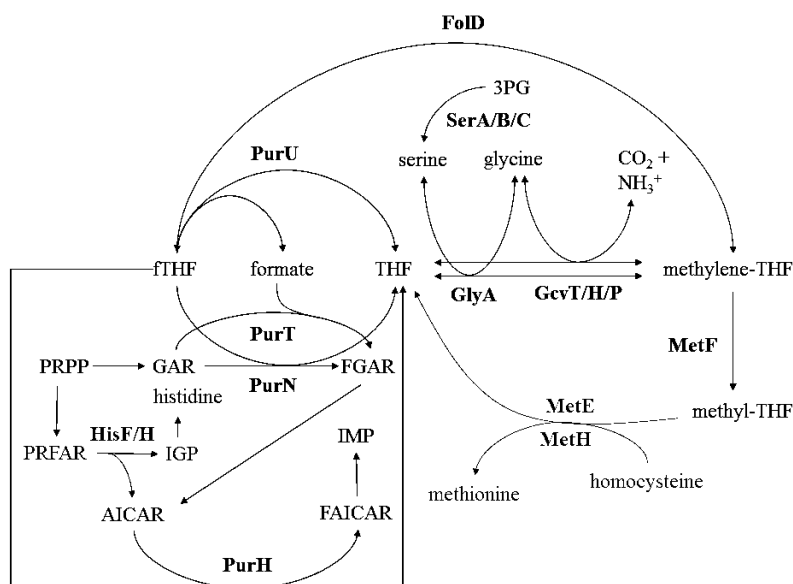 FolD
3PG
SerA/B/C
PurU
serine
glycine
CO2 +
NH3+
fTHF
formate
THF
methylene-THF
GlyA
GcvT/H/P
PurT
MetF
PRPP
GAR
PurN
FGAR
histidine
MetE
methyl-THF
HisF/H
IMP
MetH
PRFAR
IGP
methionine
homocysteine
AICAR
FAICAR
PurH